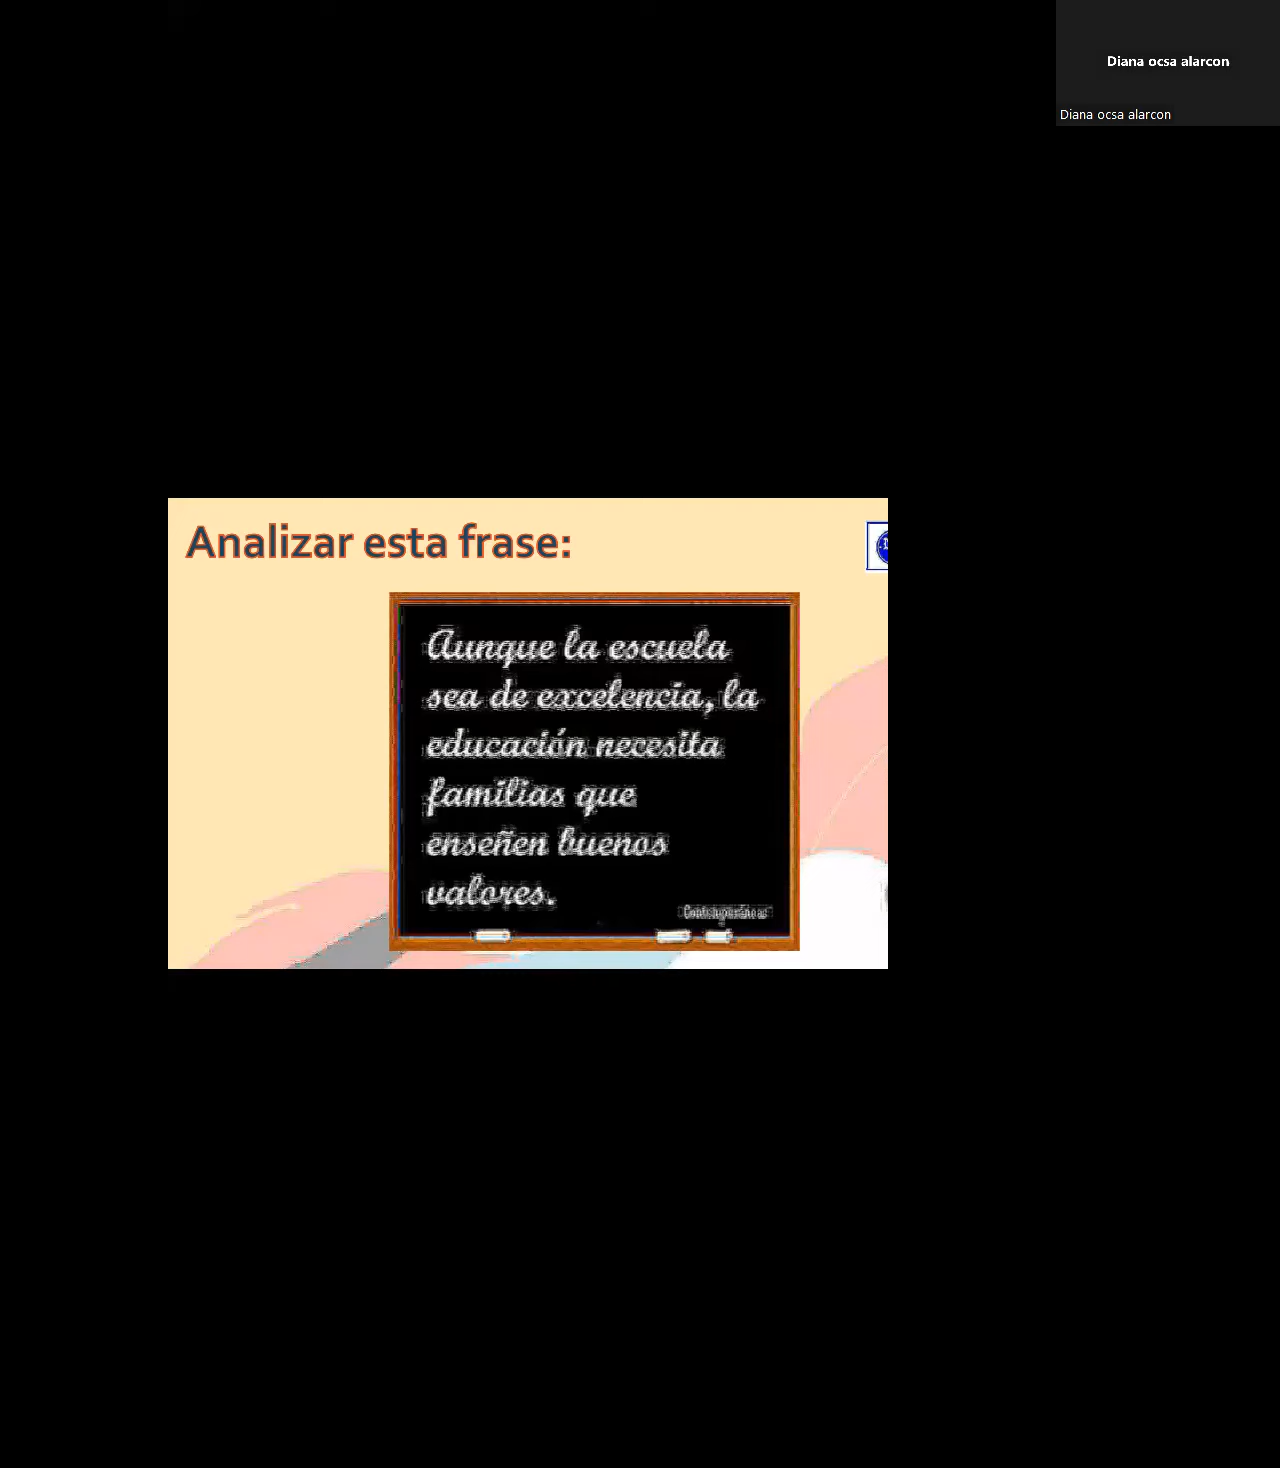 Diana ocsa alarcon
Diana ocsa alarcon
Analizar esta frase:
Aunque la escuela
sea de excelencia, la
educación necesita
familias que
enseñen buenos
valores.